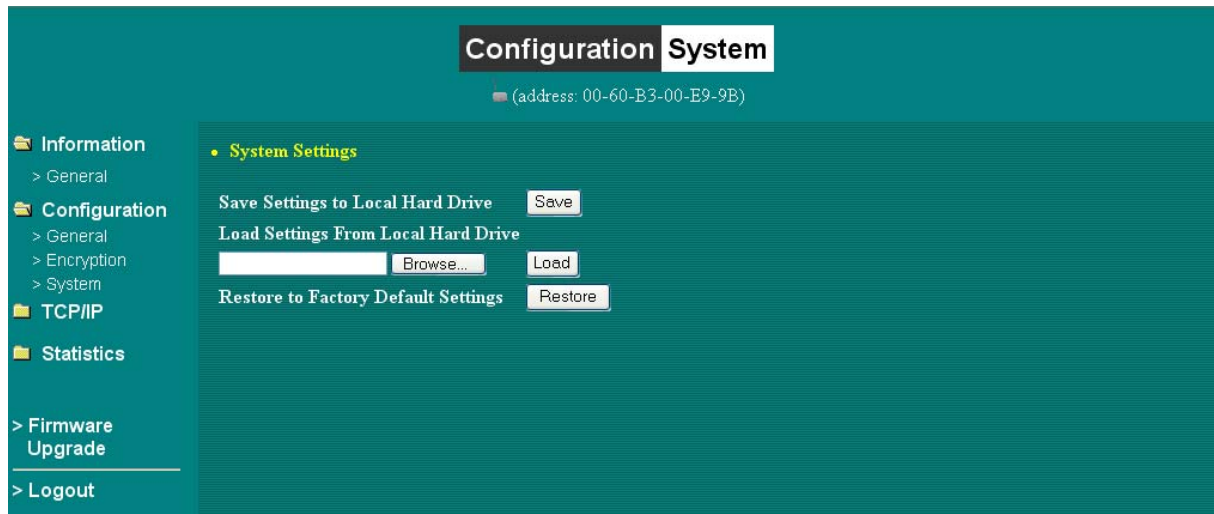 Configuration System
(address: 00-60-B3-00-E9-9B)
Information
> General
Configuration
> General
> Encryption
> System
TCP/IP
Statistics
> Firmware
Upgrade
> Logout
• System Settings
Save Settings to Local Hard Drive Save
Load Settings From Local Hard Drive
Browse... Load
Restore to Factory Default Settings Restore